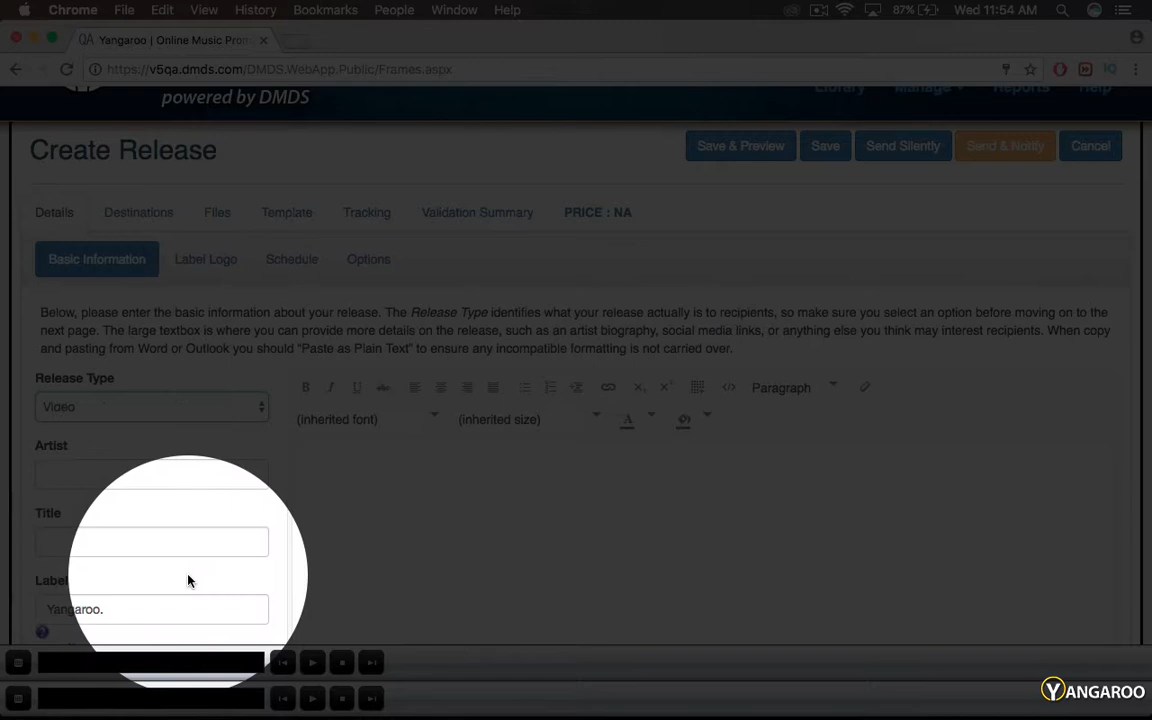 Chrome File Edit View History Bookmarks People Window Help 87% Wed 11:54 AM
QA Yangaroo | Online Music Prom
https://v5qa.dmds.com/DMDS.WebApp.Public/Frames.aspx
powered by DMDS
Library Manage Reports Help
Create Release
Save & Preview Save Send Silently Send & Notify Cancel
Details Destinations Files Template Tracking Validation Summary PRICE : NA
Basic Information Label Logo Schedule Options
Below, please enter the basic information about your release. The Release Type identifies what your release actually is to recipients, so make sure you select an option before moving on to the
next page. The large textbox is where you can provide more details on the release, such as an artist biography, social media links, or anything else you think may interest recipients. When copy
and pasting from Word or Outlook you should “Paste as Plain Text” to ensure any incompatible formatting is not carried over.
Release Type
Video
B I U abc Paragraph
(inherited font) (inherited size) A
Artist
Title
Label
Yangaroo.
YANGAROO